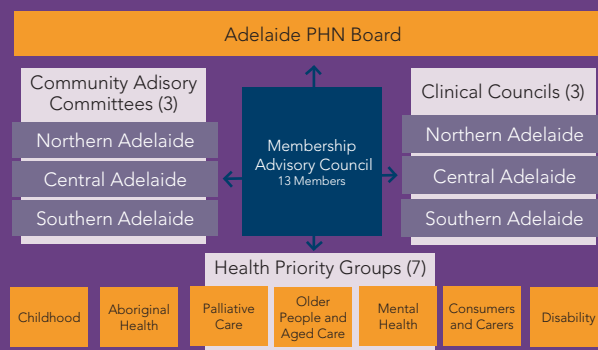 Adelaide PHN Board
Community Adisory
Committees (3)
Northern Adelaide
Central Adelaide
Southern Adelaide
Membership
Advisory Council
13 Members
Clinical Councils (3)
Northern Adelaide
Central Adelaide
Southern Adelaide
Health Priority Groups (7)
Childhood
Aboriginal
Health
Palliative
Care
Older
People and
Aged Care
Mental
Health
Consumers
and Carers
Disability